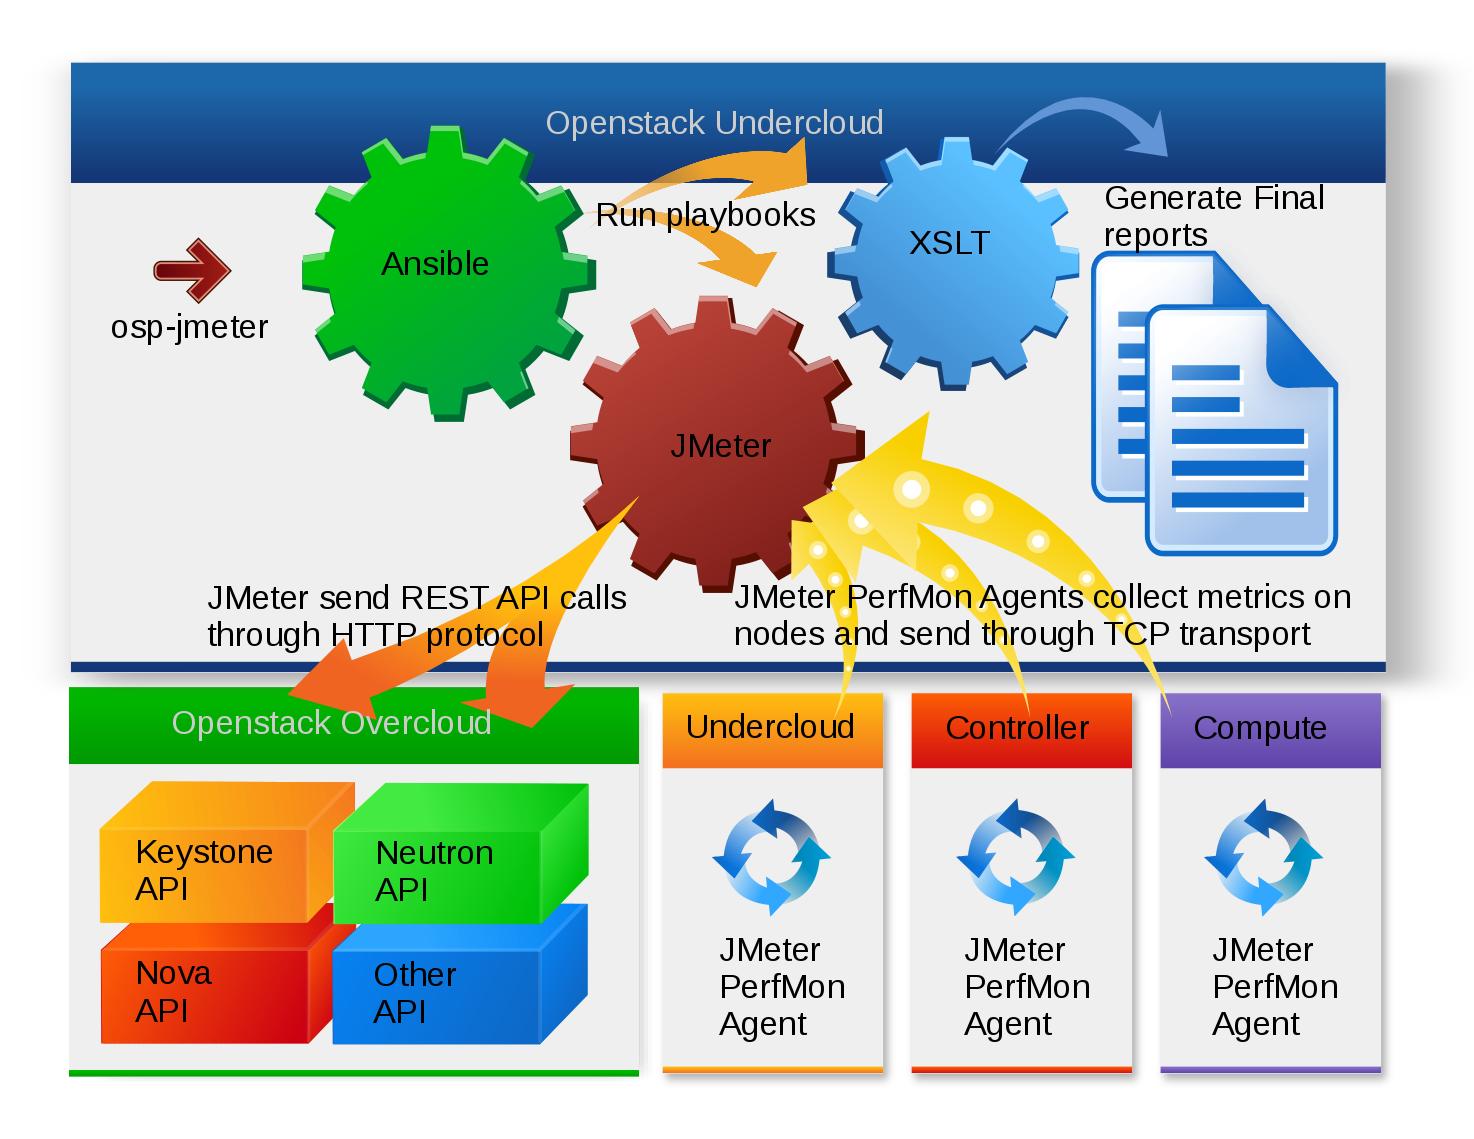 Openstack Undercloud
Ansible
Run playbooks
XSLT
Generate Final
reports
osp-jmeter
JMeter
JMeter send REST API calls
through HTTP protocol
JMeter PerfMon Agents collect metrics on
nodes and send through TCP transport
Openstack Overcloud
Keystone
API
Neutron
API
Nova
API
Other
API
Undercloud
JMeter
PerfMon
Agent
Controller
JMeter
PerfMon
Agent
Compute
JMeter
PerfMon
Agent